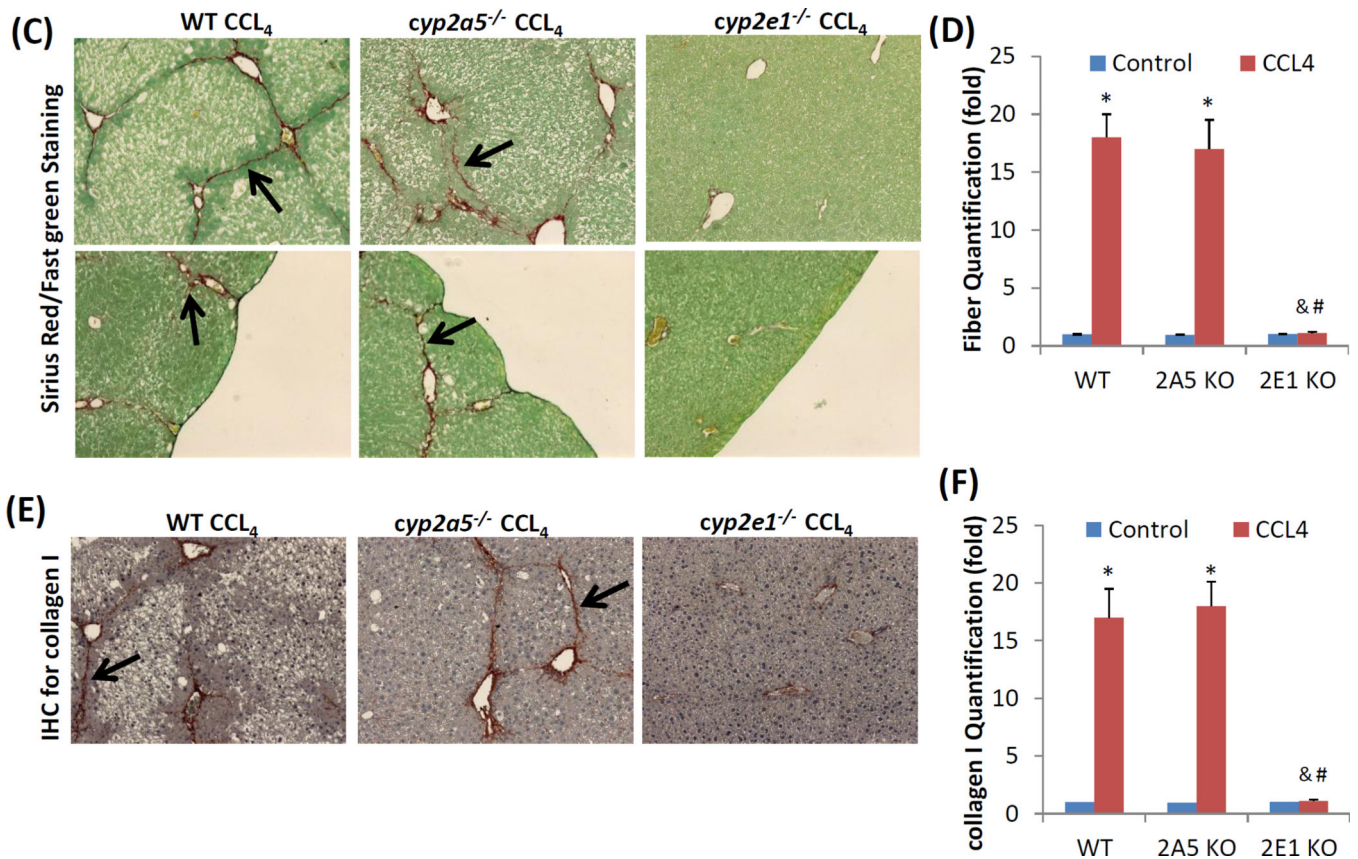 (C)
WT CCL4
cyp2a5-/- CCL4
cyp2e1-/- CCL4
Sirius Red/Fast green Staining
(D)
Control CCL4
Fiber Quantification (fold)
25
20
15
10
5
0
*
*
& #
WT 2A5 KO 2E1 KO
(E)
WT CCL4
cyp2a5-/- CCL4
cyp2e1-/- CCL4
IHC for collagen I
(F)
Control CCL4
collagen I Quantification (fold)
25
20
15
10
5
0
*
*
& #
WT 2A5 KO 2E1 KO